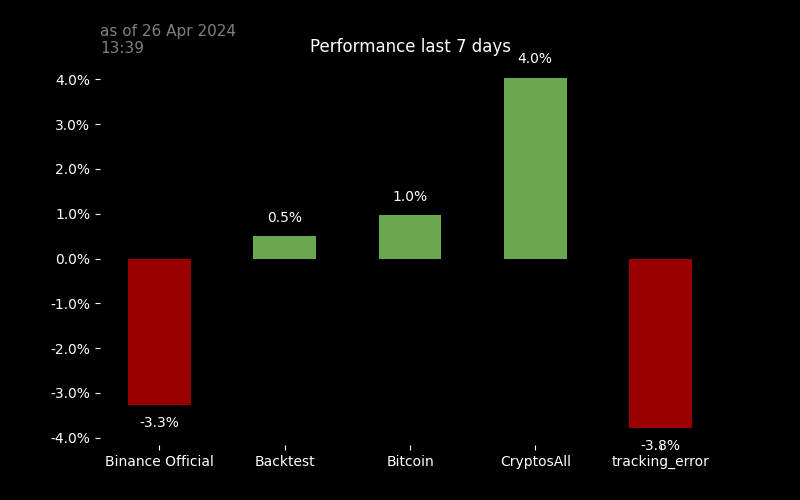 as of 26 Apr 2024
13:39
Performance last 7 days
4.0%
4.0%
3.0%
2.0%
1.0%
1.0%
0.5%
0.0%
-1.0%
-2.0%
-3.0%
-3.3%
-4.0%
-3.8%
Binance Official
Backtest
Bitcoin
CryptosAll
tracking_error